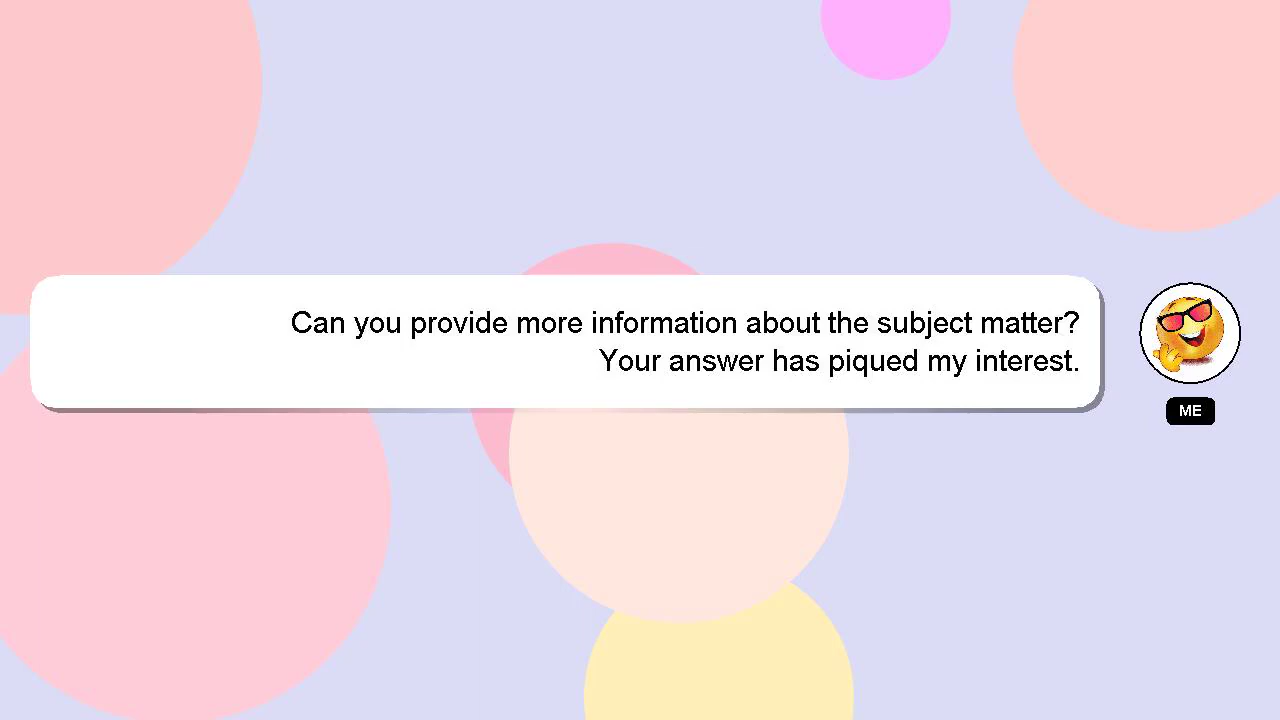 Can you provide more information about the subject matter?
Your answer has piqued my interest.
ME